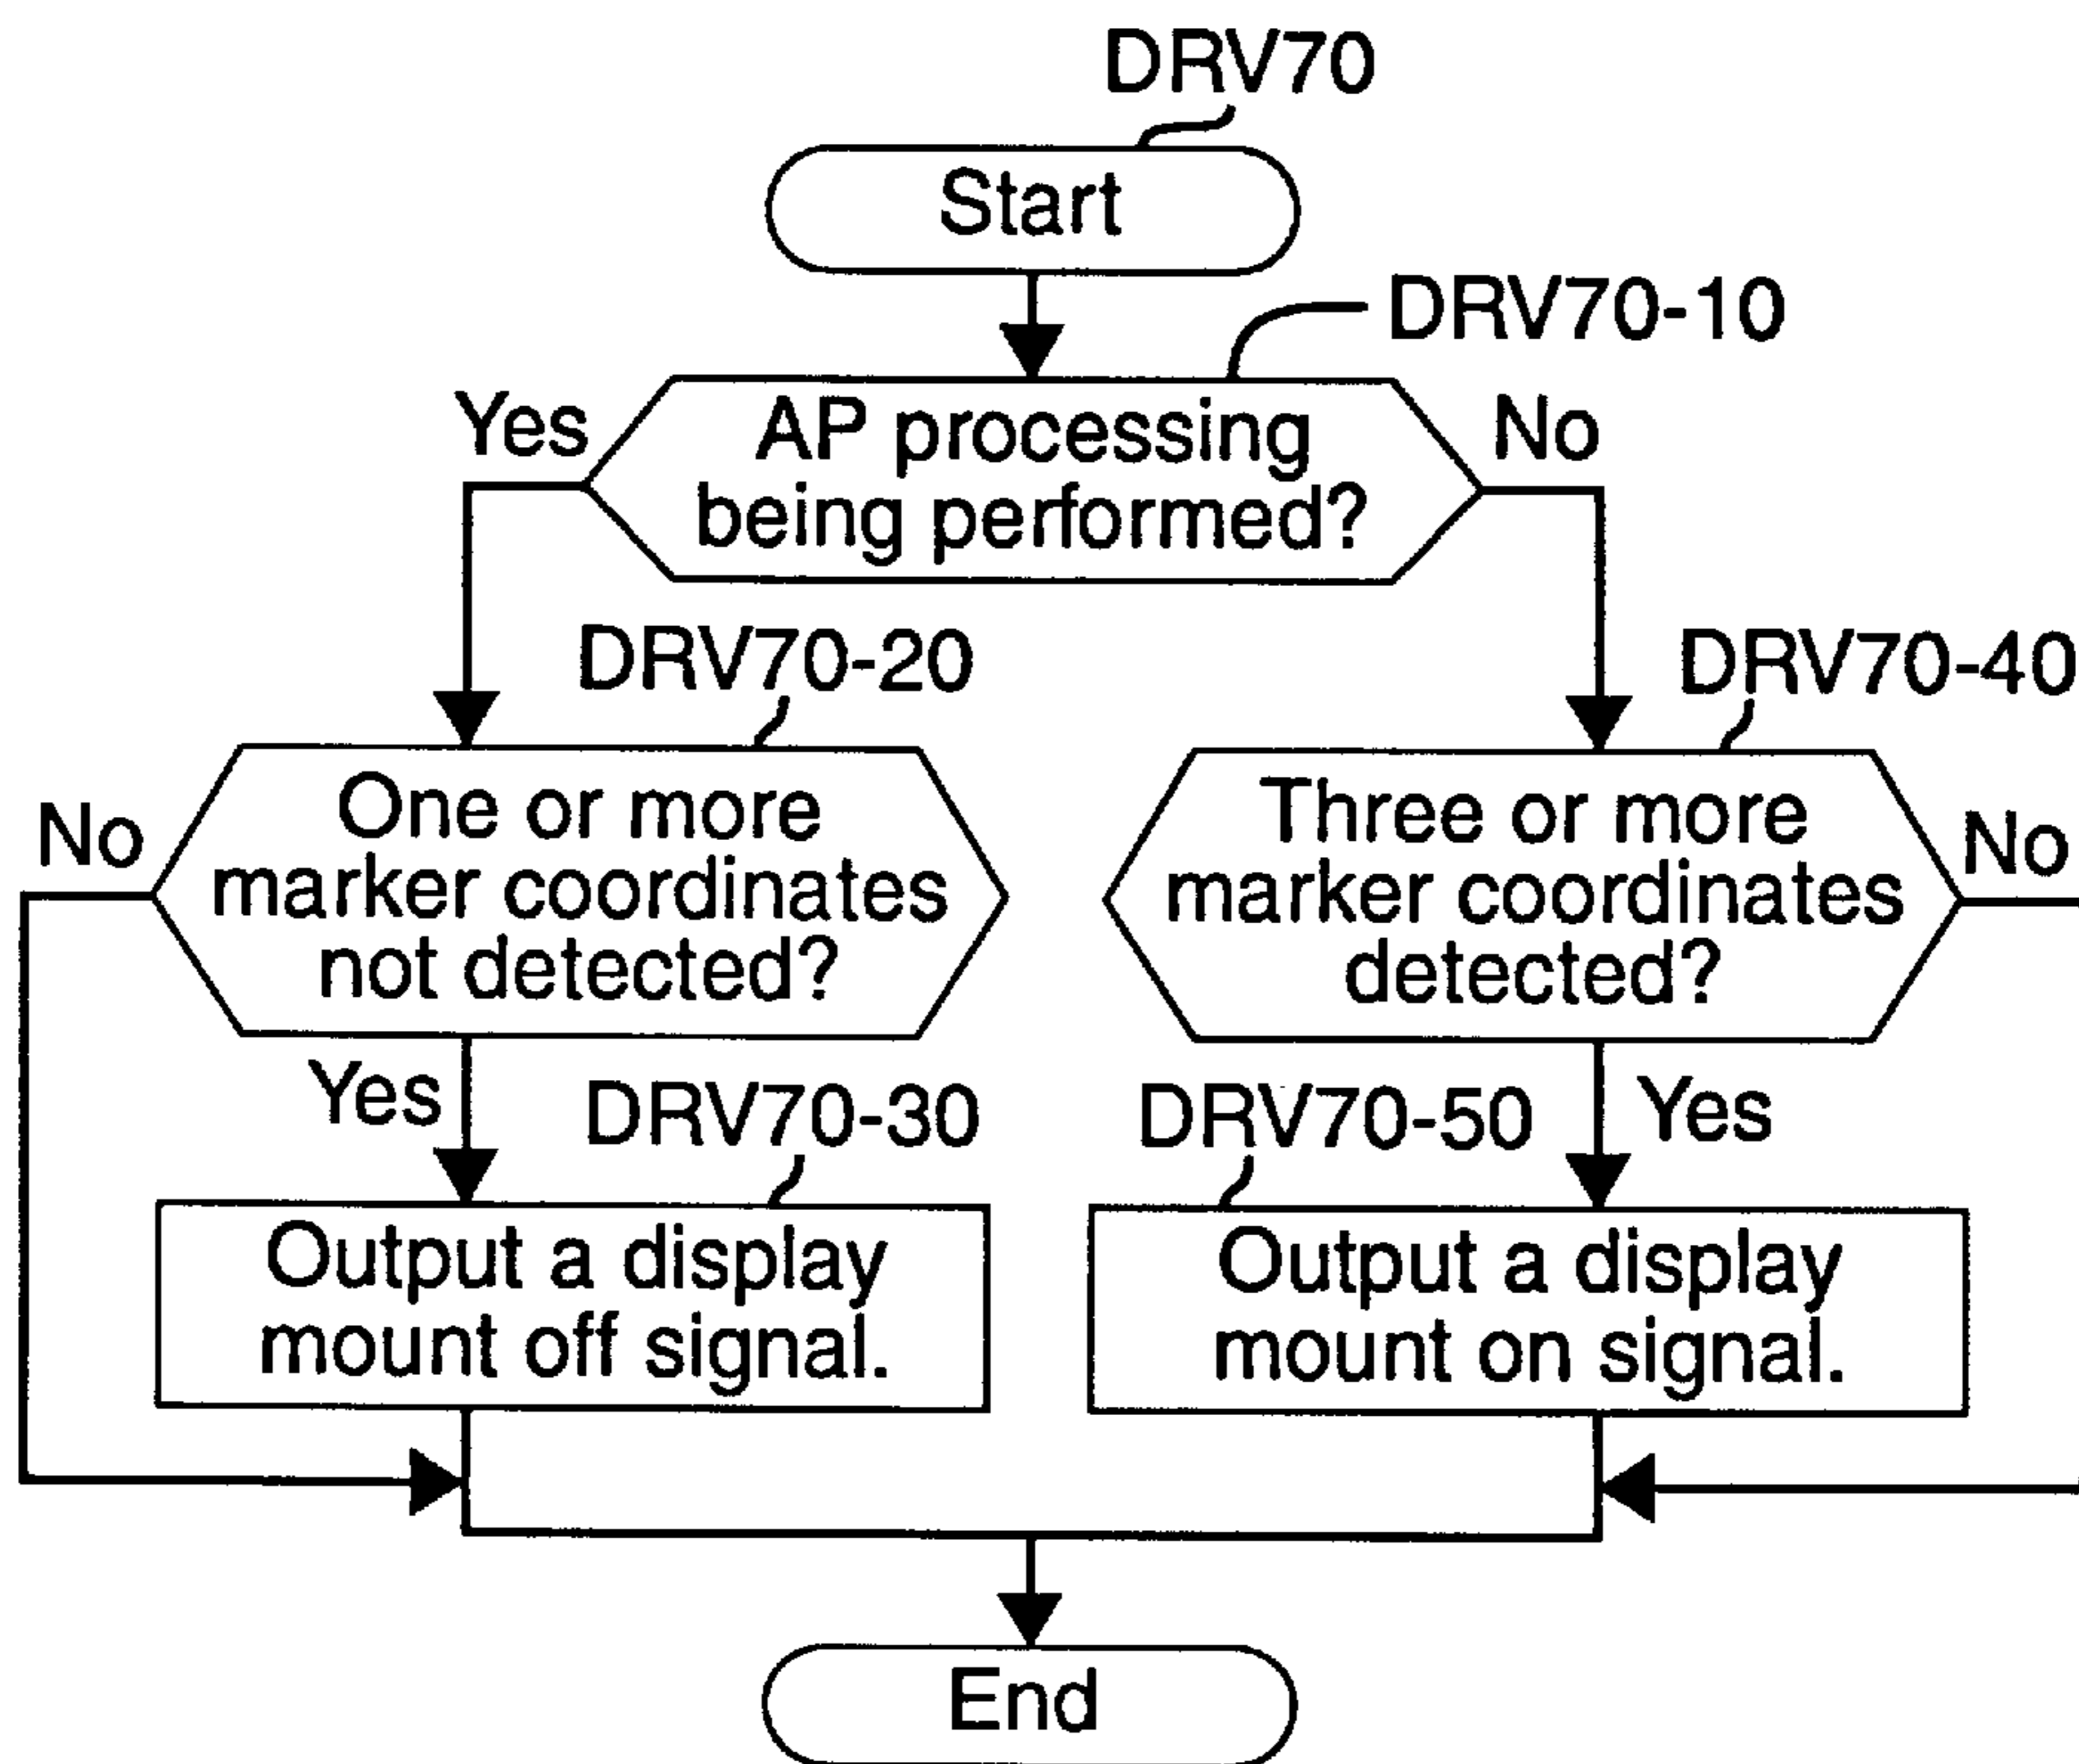 DRV70
Start
DRV70-10
Yes
AP processing
being performed?
No
DRV70-20
DRV70-40
No
One or more
marker coordinates
not detected?
Three or more
marker coordinates
detected?
No
Yes
DRV70-30
DRV70-50
Yes
Output a display
mount off signal.
Output a display
mount on signal.
End